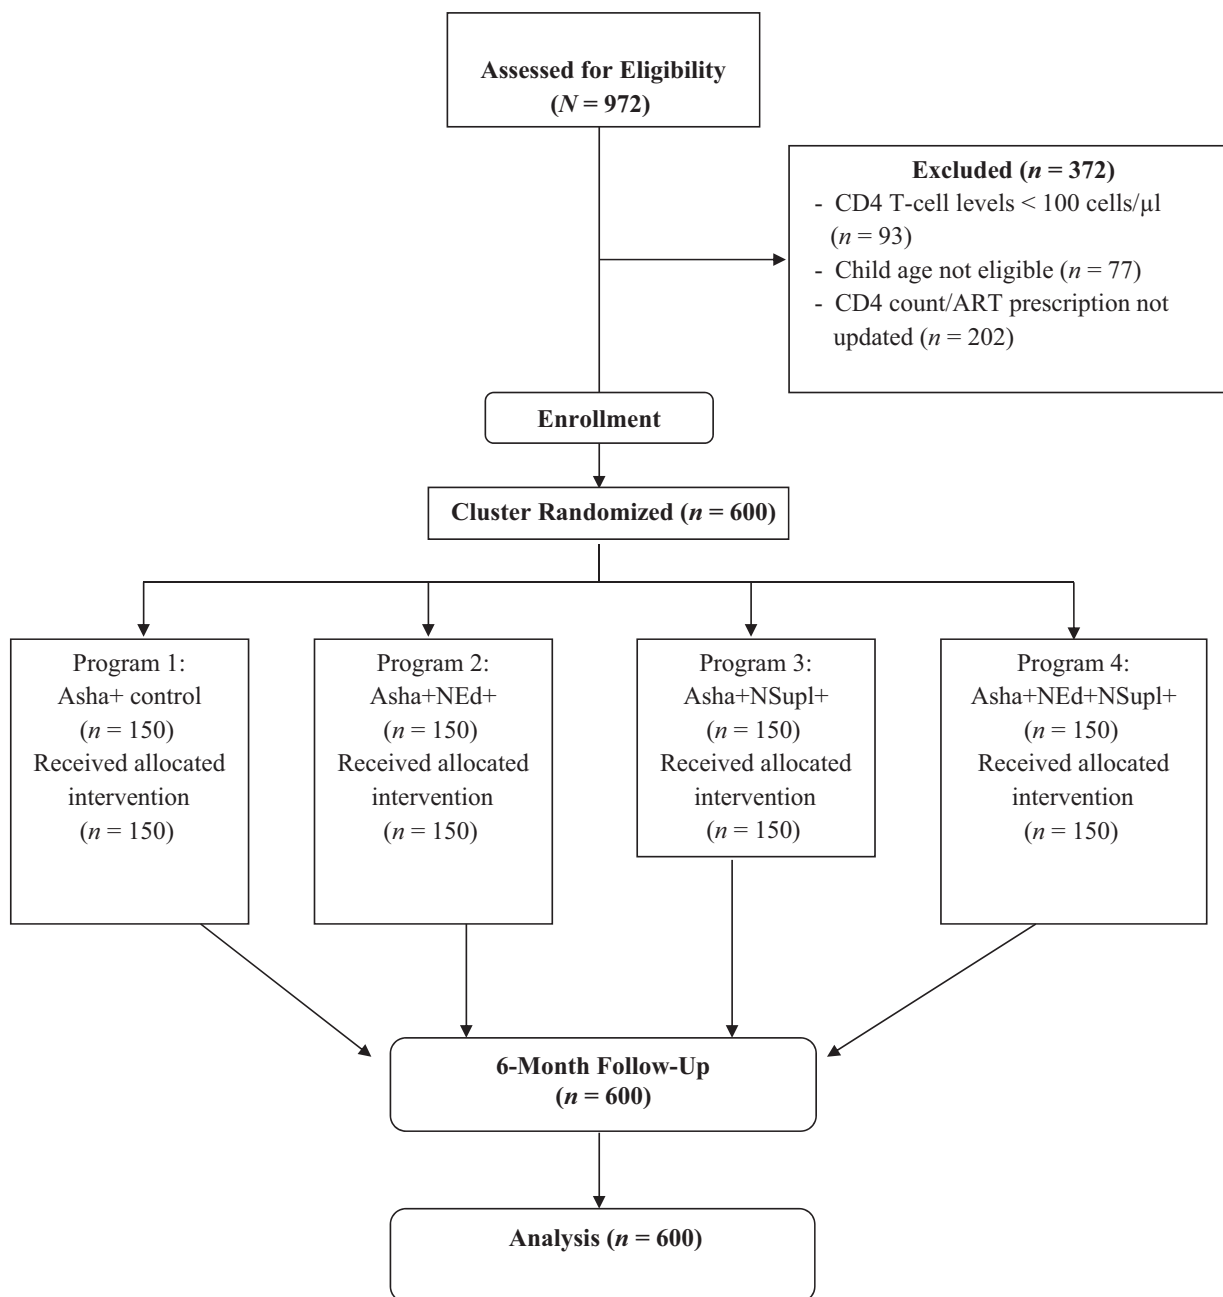 Assessed for Eligibility
(N = 972)
Excluded (n = 372)
- CD4 T-cell levels < 100 cells/µl
(n = 93)
- Child age not eligible (n = 77)
- CD4 count/ART prescription not
updated (n = 202)
Enrollment
Cluster Randomized (n = 600)
Program 1:
Asha+ control
(n = 150)
Received allocated
intervention
(n = 150)
Program 2:
Asha+NEd+
(n = 150)
Received allocated
intervention
(n = 150)
Program 3:
Asha+NSupl+
(n = 150)
Received allocated
intervention
(n = 150)
Program 4:
Asha+NEd+NSupl+
(n = 150)
Received allocated
intervention
(n = 150)
6-Month Follow-Up
(n = 600)
Analysis (n = 600)